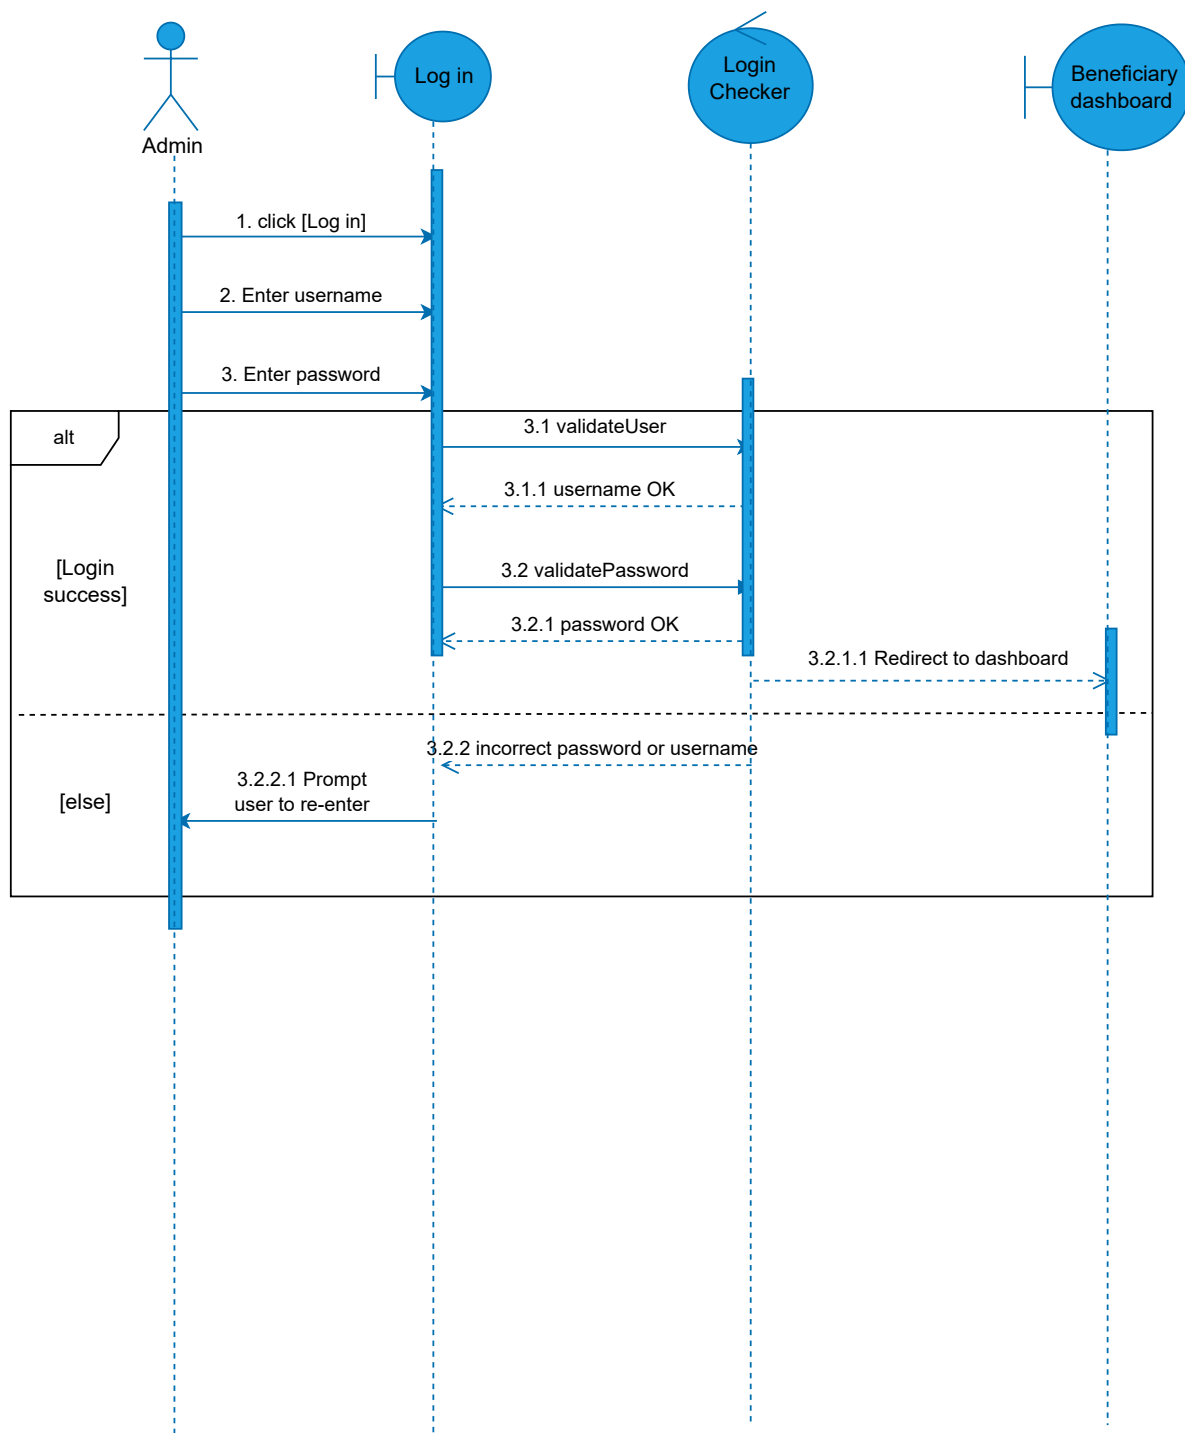 Admin
Log in
Login
Checker
Beneficiary
dashboard
1. click [Log in]
2. Enter username
3. Enter password
alt
3.1 validateUser
3.1.1 username OK
[Login
success]
3.2 validatePassword
3.2.1 password OK
3.2.1.1 Redirect to dashboard
3.2.2 incorrect password or username
3.2.2.1 Prompt
user to re-enter
[else]